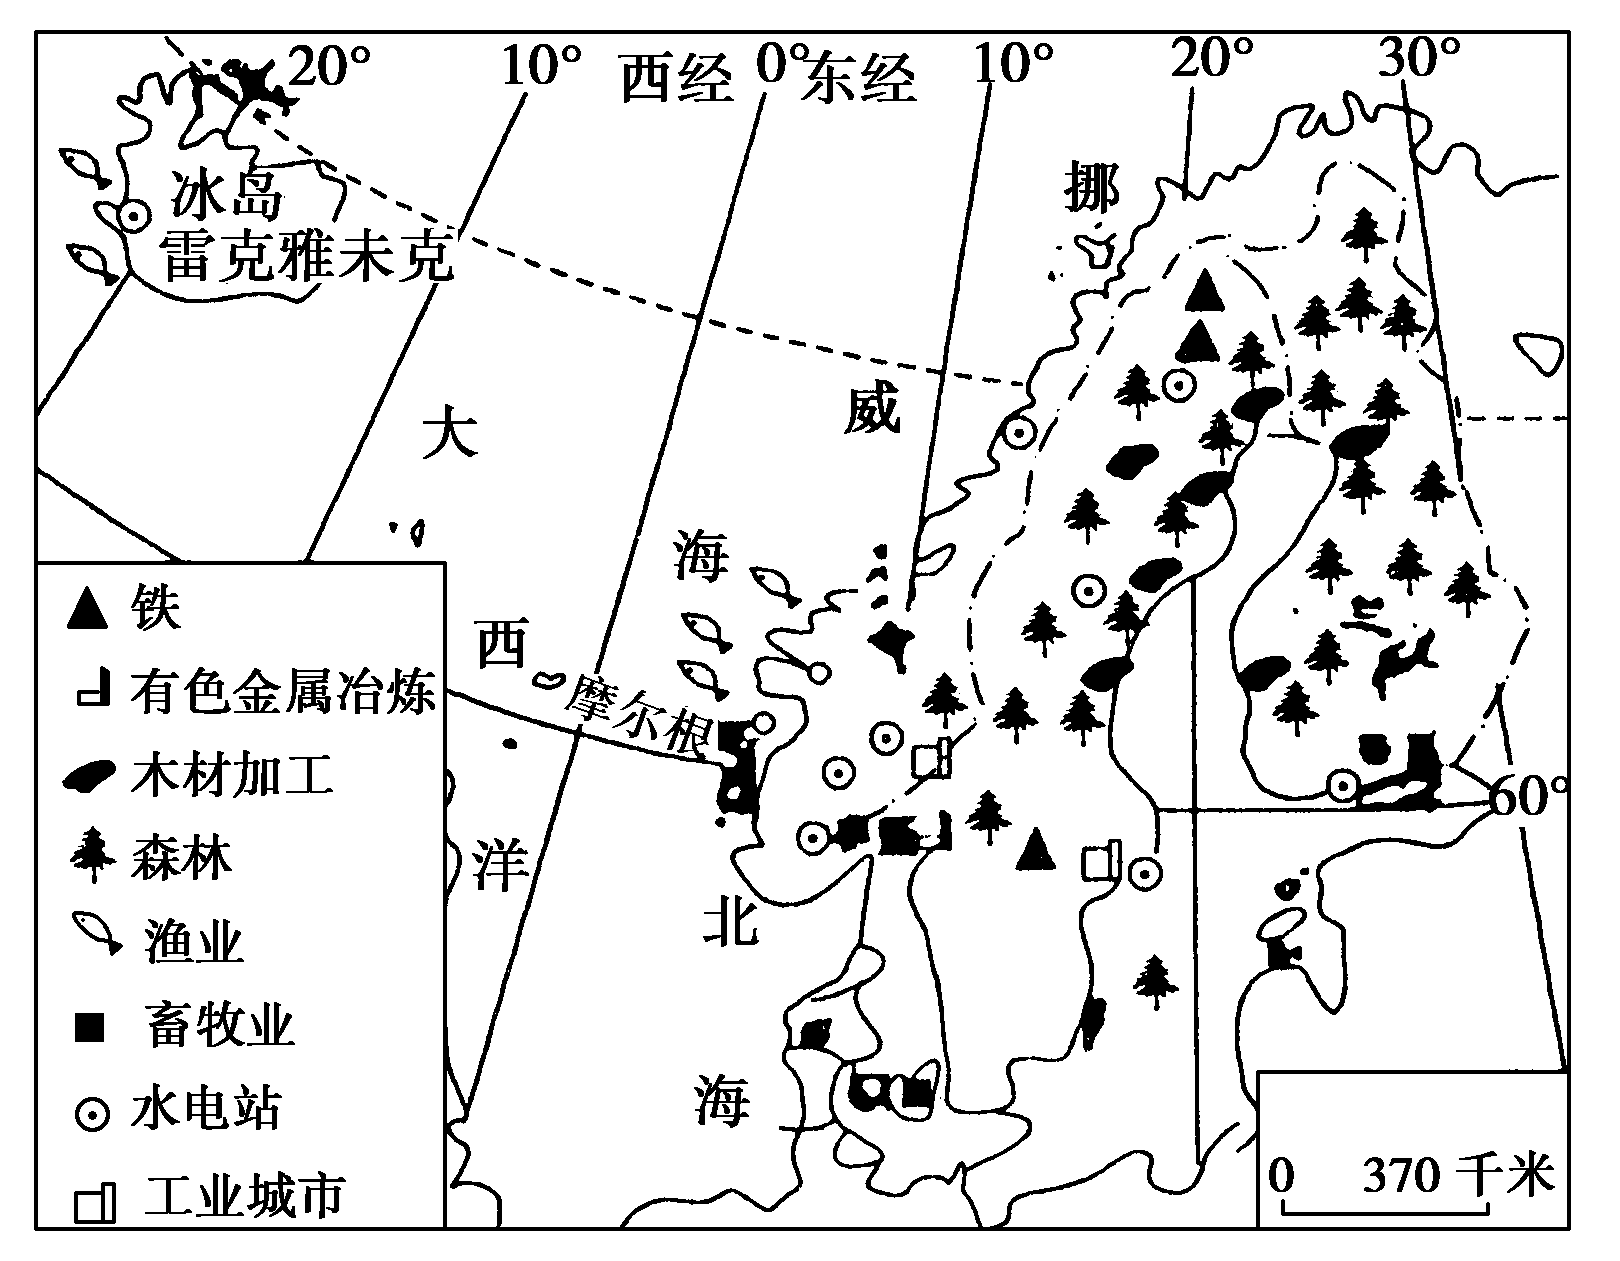 20° 10° 西经 0° 东经 10° 20° 30°
挪
威
海
冰岛
雷克雅未克
大
西
洋
摩尔根
北
海
60°
铁
有色金属冶炼
木材加工
森林
渔业
畜牧业
水电站
工业城市
0 370 千米